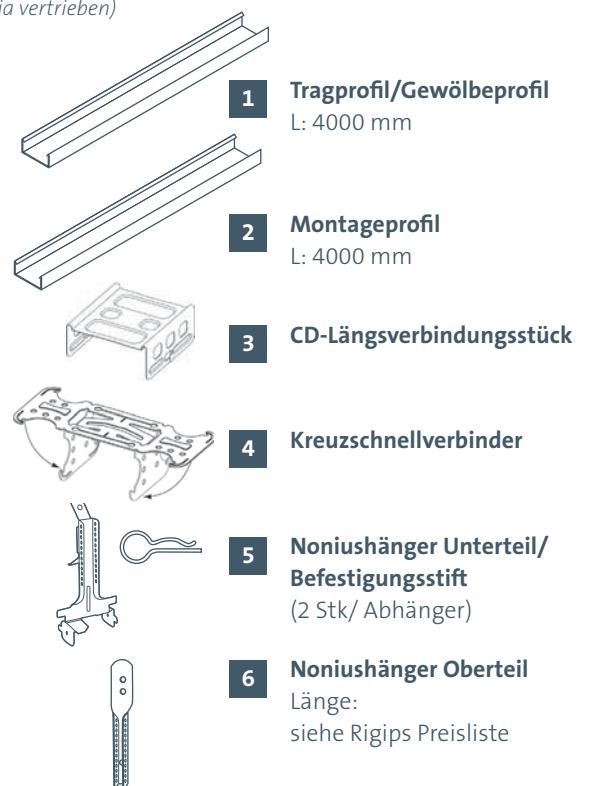 ia vertrieben)
1
Tragprofil/Gewölbeprofil
L: 4000 mm
2
Montageprofil
L: 4000 mm
3
CD-Längsverbindungsstück
4
Kreuzschnellverbinder
5
Noniushänger Unterteil/
Befestigungsstift
(2 Stk/ Abhänger)
6
Noniushänger Oberteil
Länge:
siehe Rigips Preisliste